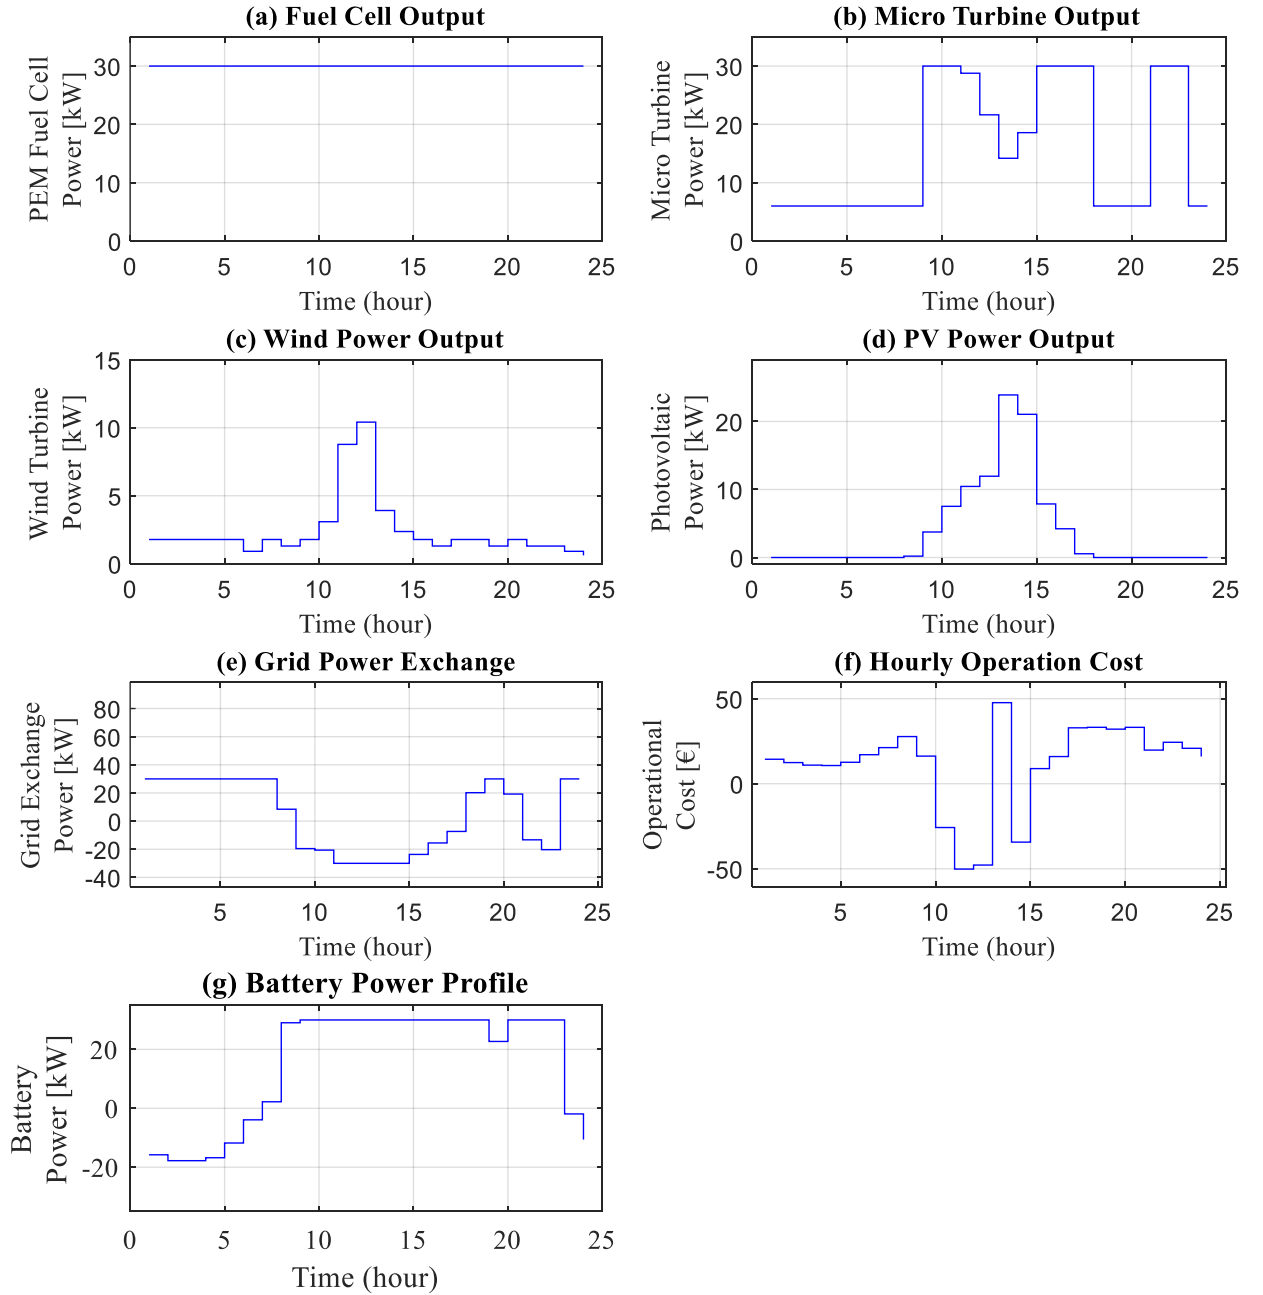 (a) Fuel Cell Output
PEM Fuel Cell
Power [kW]
30
20
10
0
0 5 10 15 20 25
Time (hour)
(b) Micro Turbine Output
Micro Turbine
Power [kW]
30
20
10
0
0 5 10 15 20 25
Time (hour)
(c) Wind Power Output
Wind Turbine
Power [kW]
15
10
5
0
0 5 10 15 20 25
Time (hour)
(d) PV Power Output
Photovoltaic
Power [kW]
20
10
0
0 5 10 15 20 25
Time (hour)
(e) Grid Power Exchange
Grid Exchange
Power [kW]
80
60
40
20
0
-20
-40
5 10 15 20 25
Time (hour)
(f) Hourly Operation Cost
Operational
Cost [€]
50
0
-50
5 10 15 20 25
Time (hour)
(g) Battery Power Profile
Battery
Power [kW]
20
0
-20
0 5 10 15 20 25
Time (hour)